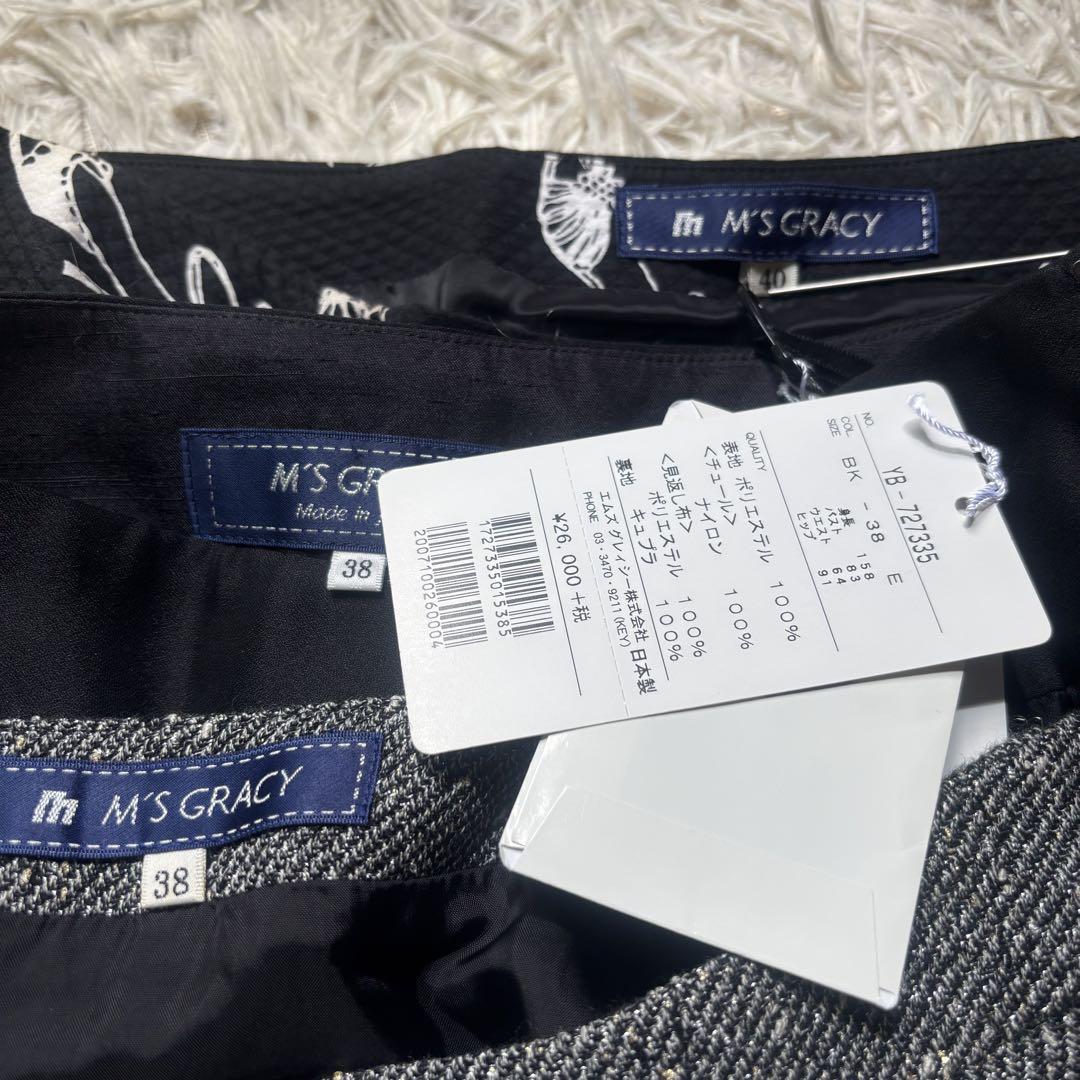 M'S GRACY
40
M'S GR
Made in
38
NO. YB-727335 E
COL BK - 38
SIZE
身長 158
バスト 83
ウエスト 64
ヒップ 91
QUALITY
表地 ポリエステル 100%
<チュール>
ナイロン 100%
<見返し布>
ポリエステル 100%
裏地 キュプラ 100%
エムズ グレィシー株式会社 日本製
PHONE 03・3470・9211 (KEY)
¥26,000+税
1727335015385
2001100260004
M'S GRACY
38